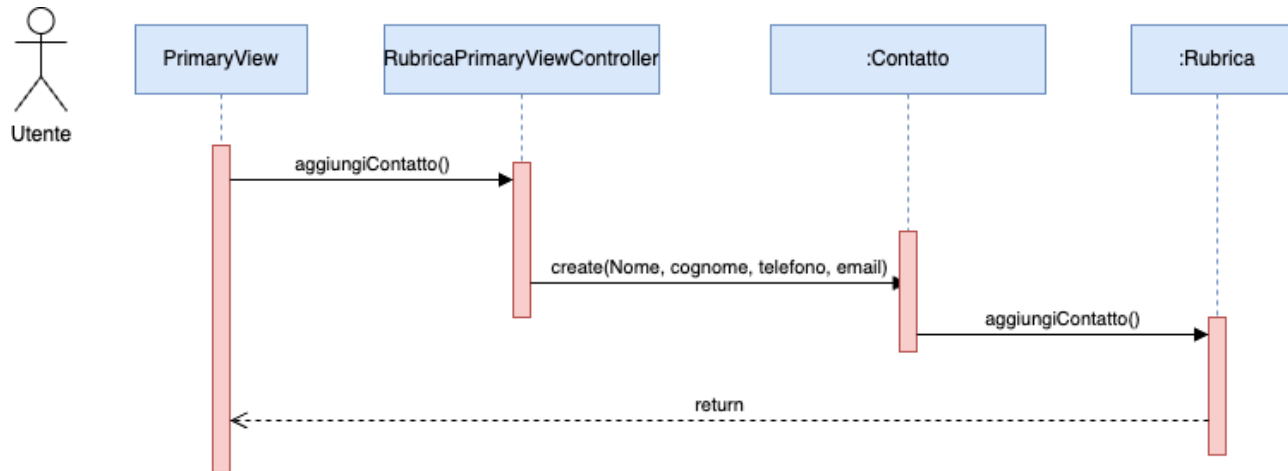 PrimaryView
RubricaPrimaryViewController
:Contatto
:Rubrica
Utente
aggiungiContatto()
create(Nome, cognome, telefono, email)
aggiungiContatto()
return